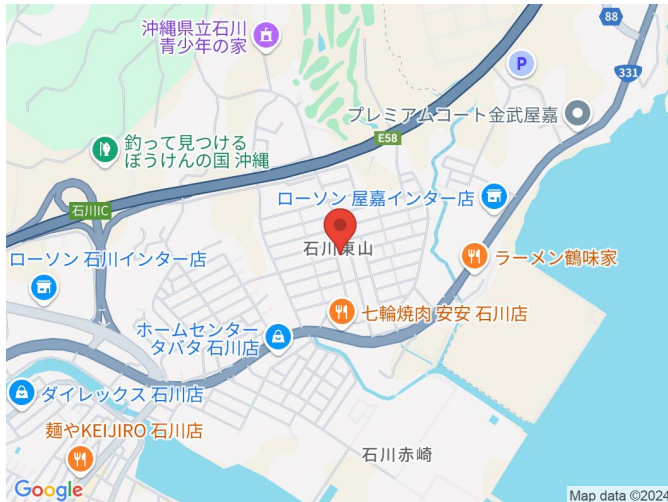 沖縄県立石川
青少年の家
88
331
P
プレミアムコート金武屋嘉
E58
釣って見つける
ぼうけんの国 沖縄
ローソン 屋嘉インター店
石川IC
石川東山
ローソン 石川インター店
ラーメン鶴味家
七輪焼肉 安安 石川店
ホームセンター
タバタ 石川店
ダイレックス 石川店
麺やKEIJIRO 石川店
石川赤崎
Google
Map data ©2024